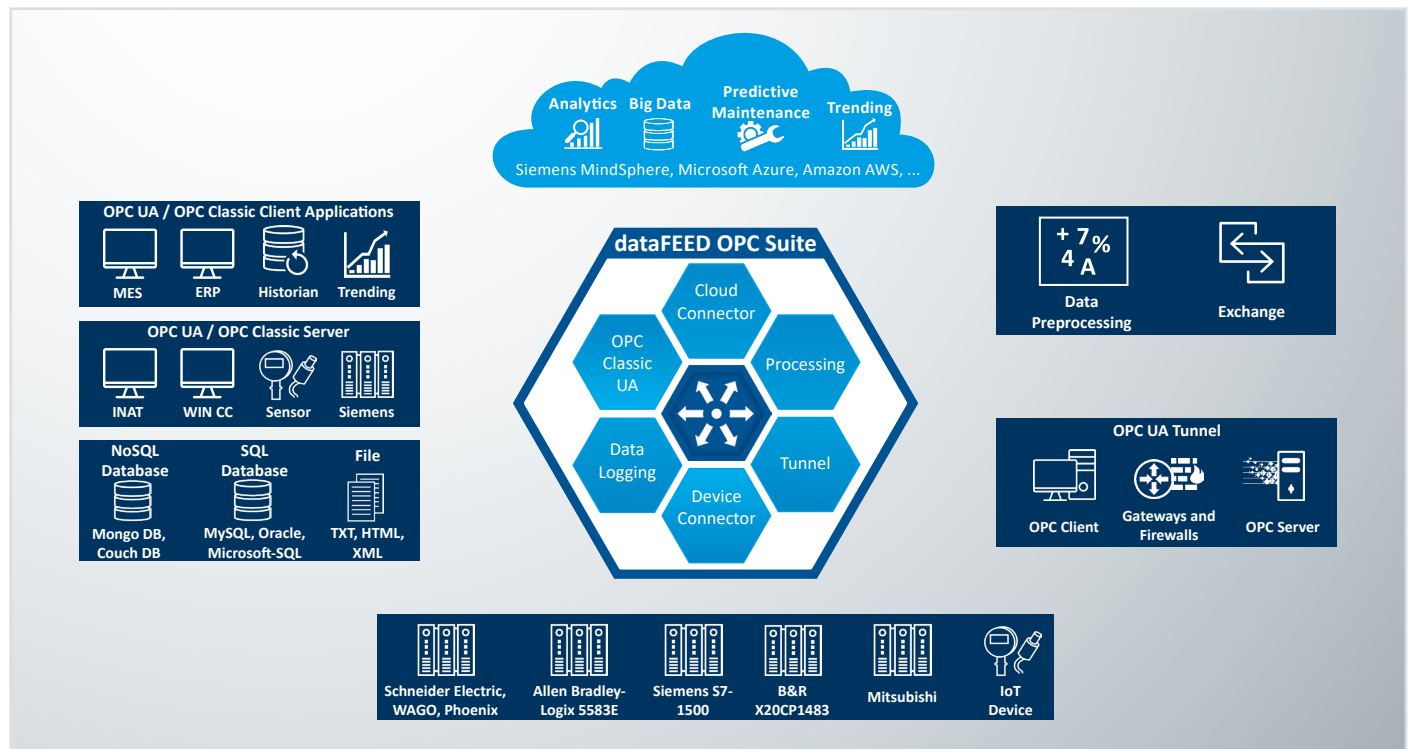 Analytics
Big Data
Predictive
Maintenance
Trending
Siemens MindSphere, Microsoft Azure, Amazon AWS, ...
OPC UA / OPC Classic Client Applications
MES
ERP
Historian
Trending
OPC UA / OPC Classic Server
INAT
WIN CC
Sensor
Siemens
NoSQL
Database
Mongo DB,
Couch DB
SQL
Database
MySQL, Oracle,
Microsoft-SQL
File
TXT, HTML,
XML
dataFEED OPC Suite
Cloud
Connector
OPC
Classic
UA
Processing
Data
Logging
Tunnel
Device
Connector
+ 7 %
4 A
Data
Preprocessing
Exchange
OPC UA Tunnel
OPC Client
Gateways and
Firewalls
OPC Server
Schneider Electric,
WAGO, Phoenix
Allen Bradley-
Logix 5583E
Siemens S7-
1500
B&R
X20CP1483
Mitsubishi
IoT
Device